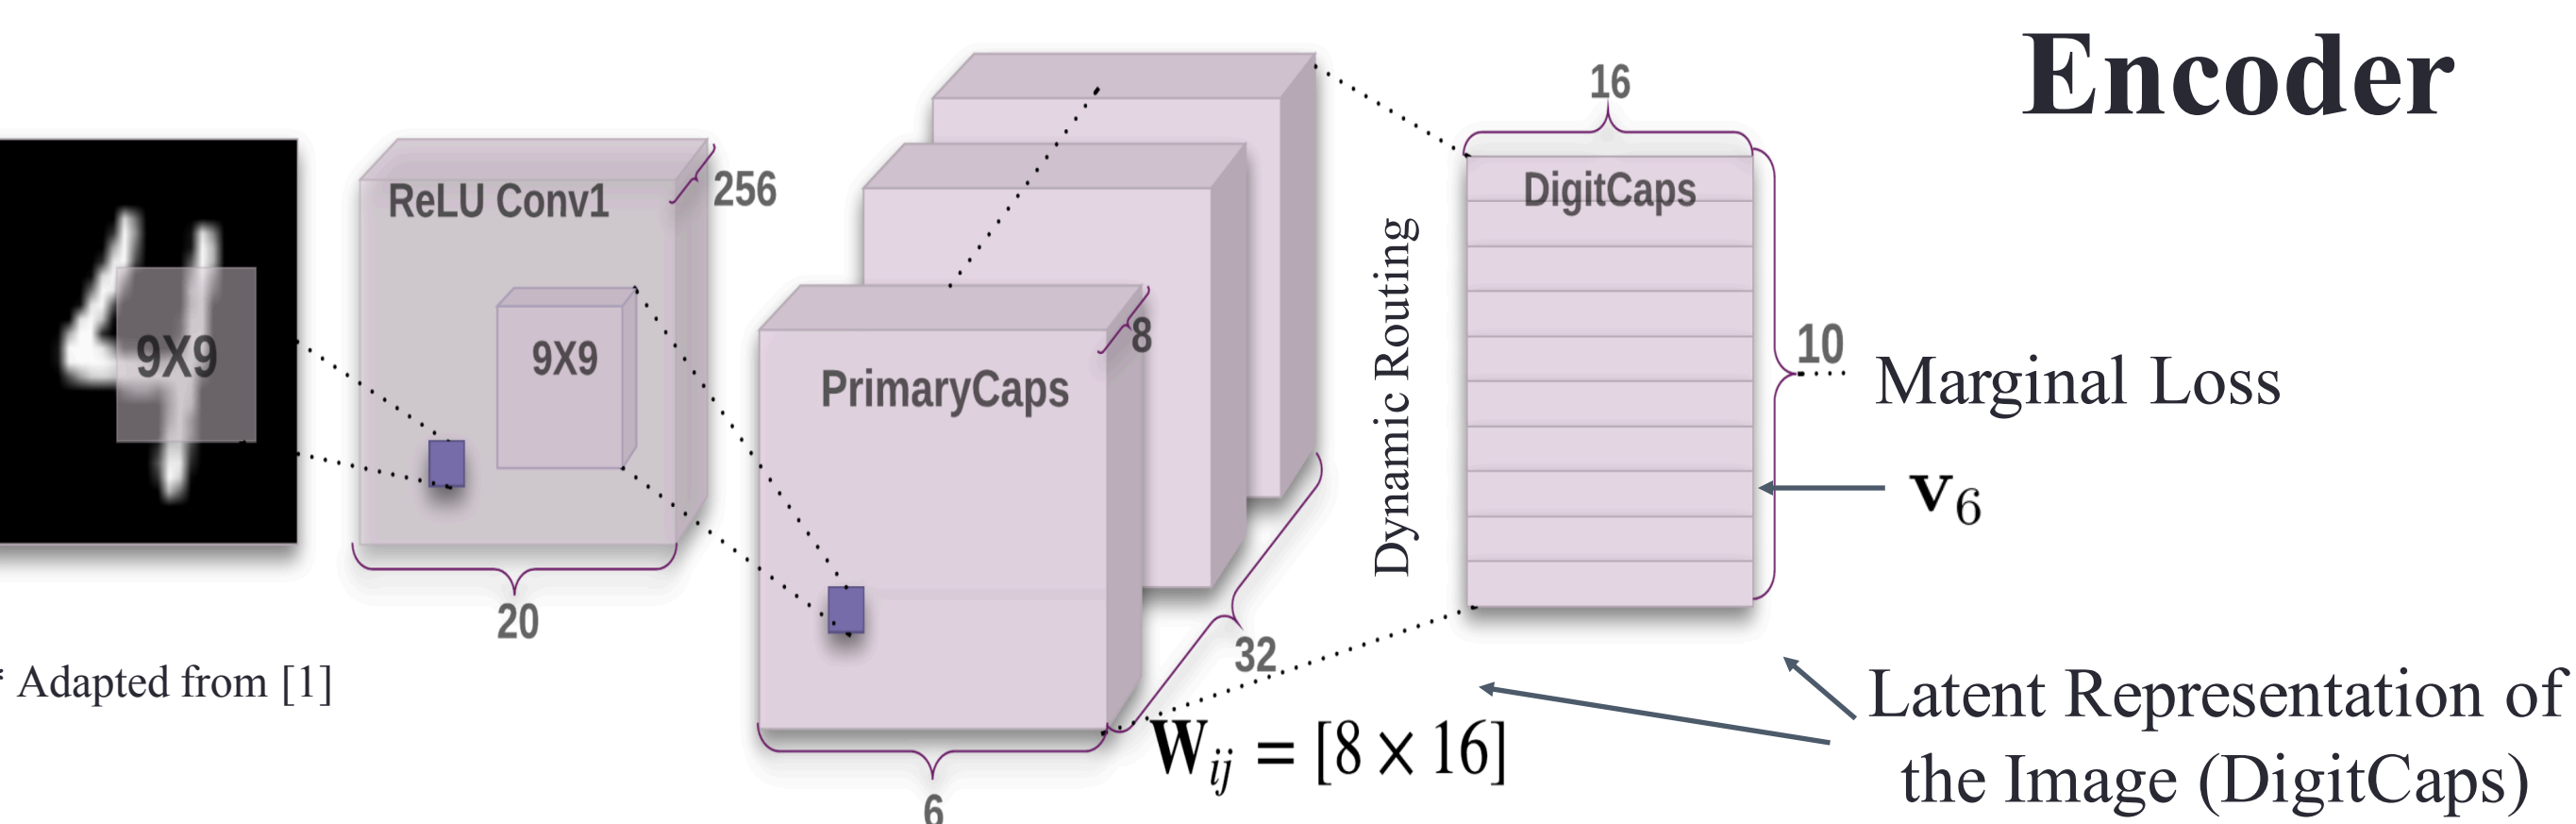 Encoder
16
ReLU Conv1
256
DigitCaps
9X9
9X9
8
PrimaryCaps
Dynamic Routing
10
Marginal Loss
v6
20
32
* Adapted from [1]
Wij = [8 × 16]
6
Latent Representation of
the Image (DigitCaps)